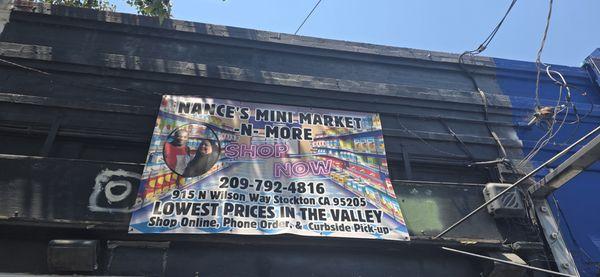 NANCE'S MINI MARKET
-N- MORE
SHOP
NOW
209-792-4816
915 N Wilson Way Stockton CA 95205
LOWEST PRICES IN THE VALLEY
Shop Online, Phone Order, & Curbside Pick-up